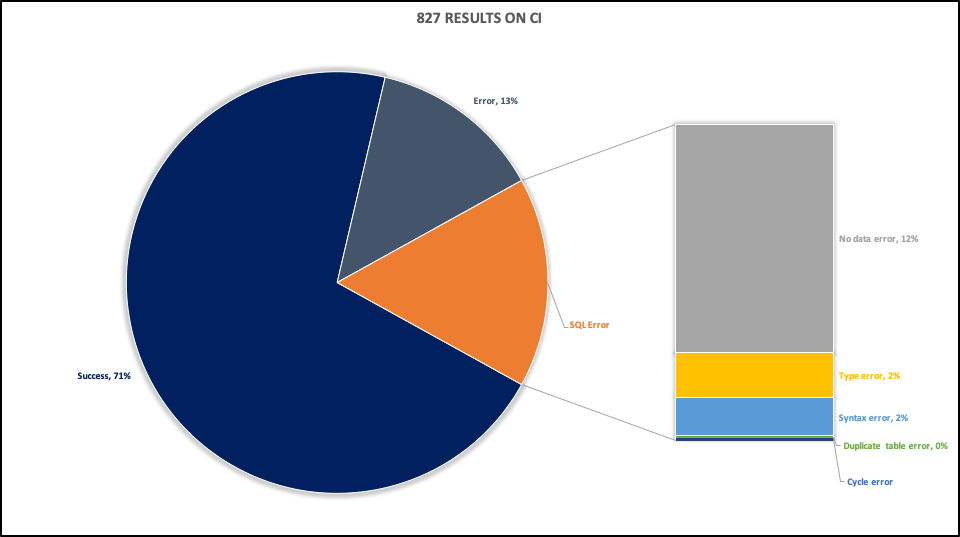 827 RESULTS ON CI
Error, 13%
No data error, 12%
SQL Error
Success, 71%
Type error, 2%
Syntax error, 2%
Duplicate table error, 0%
Cycle error